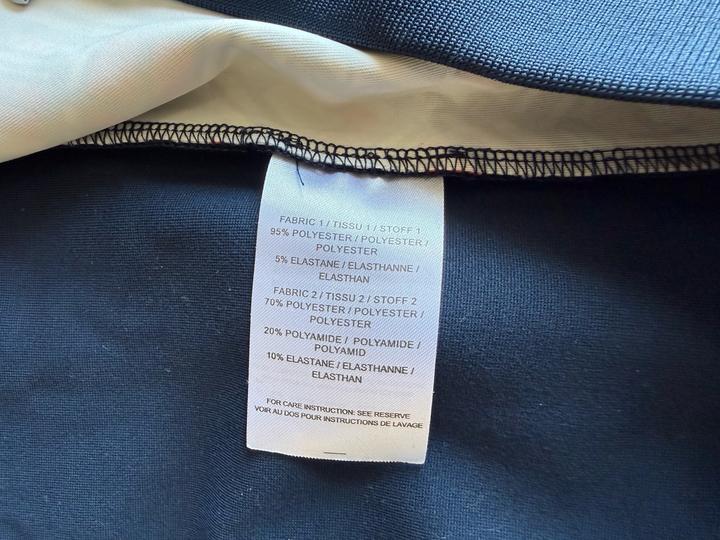 FABRIC 1 / TISSU 1 / STOFF 1
95% POLYESTER / POLYESTER /
POLYESTER
5% ELASTANE / ELASTHANNE /
ELASTHAN
FABRIC 2 / TISSU 2 / STOFF 2
70% POLYESTER / POLYESTER /
POLYESTER
20% POLYAMIDE / POLYAMIDE /
POLYAMID
10% ELASTANE / ELASTHANNE /
ELASTHAN
FOR CARE INSTRUCTION: SEE RESERVE
VOIR AU DOS POUR INSTRUCTIONS DE LAVAGE